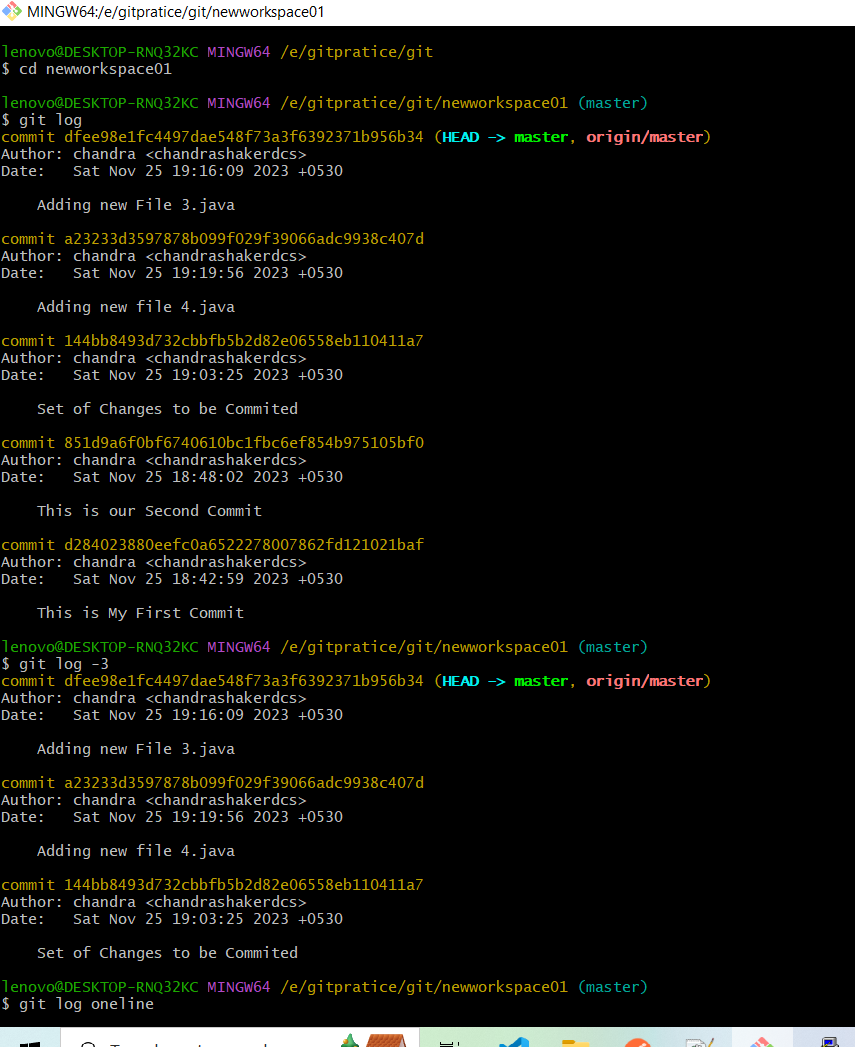 MINGW64:/e/gitpratice/git/newworkspace01
lenovo@DESKTOP-RNQ32KC MINGW64 /e/gitpratice/git
$ cd newworkspace01
lenovo@DESKTOP-RNQ32KC MINGW64 /e/gitpratice/git/newworkspace01 (master)
$ git log
commit dfee98e1fc4497dae548f73a3f6392371b956b34 (HEAD -> master, origin/master)
Author: chandra <chandrashakerdcs>
Date:   Sat Nov 25 19:16:09 2023 +0530
    Adding new File 3.java
commit a23233d3597878b099f029f39066adc9938c407d
Author: chandra <chandrashakerdcs>
Date:   Sat Nov 25 19:19:56 2023 +0530
    Adding new file 4.java
commit 144bb8493d732cbbfb5b2d82e06558eb110411a7
Author: chandra <chandrashakerdcs>
Date:   Sat Nov 25 19:03:25 2023 +0530
    Set of Changes to be Commited
commit 851d9a6f0bf6740610bc1fbc6ef854b975105bf0
Author: chandra <chandrashakerdcs>
Date:   Sat Nov 25 18:48:02 2023 +0530
    This is our Second Commit
commit d284023880eefc0a6522278007862fd121021baf
Author: chandra <chandrashakerdcs>
Date:   Sat Nov 25 18:42:59 2023 +0530
    This is My First Commit
lenovo@DESKTOP-RNQ32KC MINGW64 /e/gitpratice/git/newworkspace01 (master)
$ git log -3
commit dfee98e1fc4497dae548f73a3f6392371b956b34 (HEAD -> master, origin/master)
Author: chandra <chandrashakerdcs>
Date:   Sat Nov 25 19:16:09 2023 +0530
    Adding new File 3.java
commit a23233d3597878b099f029f39066adc9938c407d
Author: chandra <chandrashakerdcs>
Date:   Sat Nov 25 19:19:56 2023 +0530
    Adding new file 4.java
commit 144bb8493d732cbbfb5b2d82e06558eb110411a7
Author: chandra <chandrashakerdcs>
Date:   Sat Nov 25 19:03:25 2023 +0530
    Set of Changes to be Commited
lenovo@DESKTOP-RNQ32KC MINGW64 /e/gitpratice/git/newworkspace01 (master)
$ git log oneline